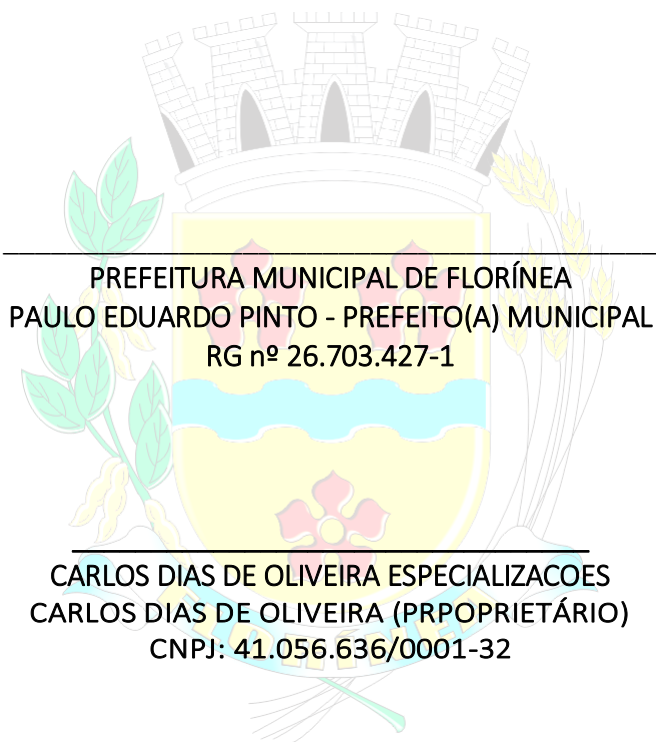 PREFEITURA MUNICIPAL DE FLORÍNEA
PAULO EDUARDO PINTO - PREFEITO(A) MUNICIPAL
RG nº 26.703.427-1
CARLOS DIAS DE OLIVEIRA ESPECIALIZACOES
CARLOS DIAS DE OLIVEIRA (PRPOPRIETÁRIO)
CNPJ: 41.056.636/0001-32
FLORÍNEA